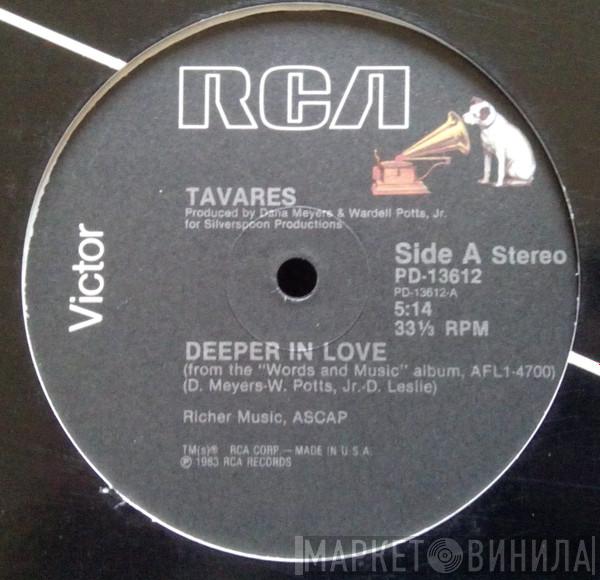 RCA
Victor
TAVARES
Produced by Dana Meyers & Wardell Potts, Jr.
for Silverspoon Productions
Side A Stereo
PD-13612
PD-13612-A
5:14
33⅓ RPM
DEEPER IN LOVE
(from the "Words and Music" album, AFL1-4700)
(D. Meyers-W. Potts, Jr.-D. Leslie)
Richer Music, ASCAP
TM(s)® RCA CORP.—MADE IN U.S.A.
℗ 1983 RCA RECORDS
МАРКЕТ ВИНИЛА